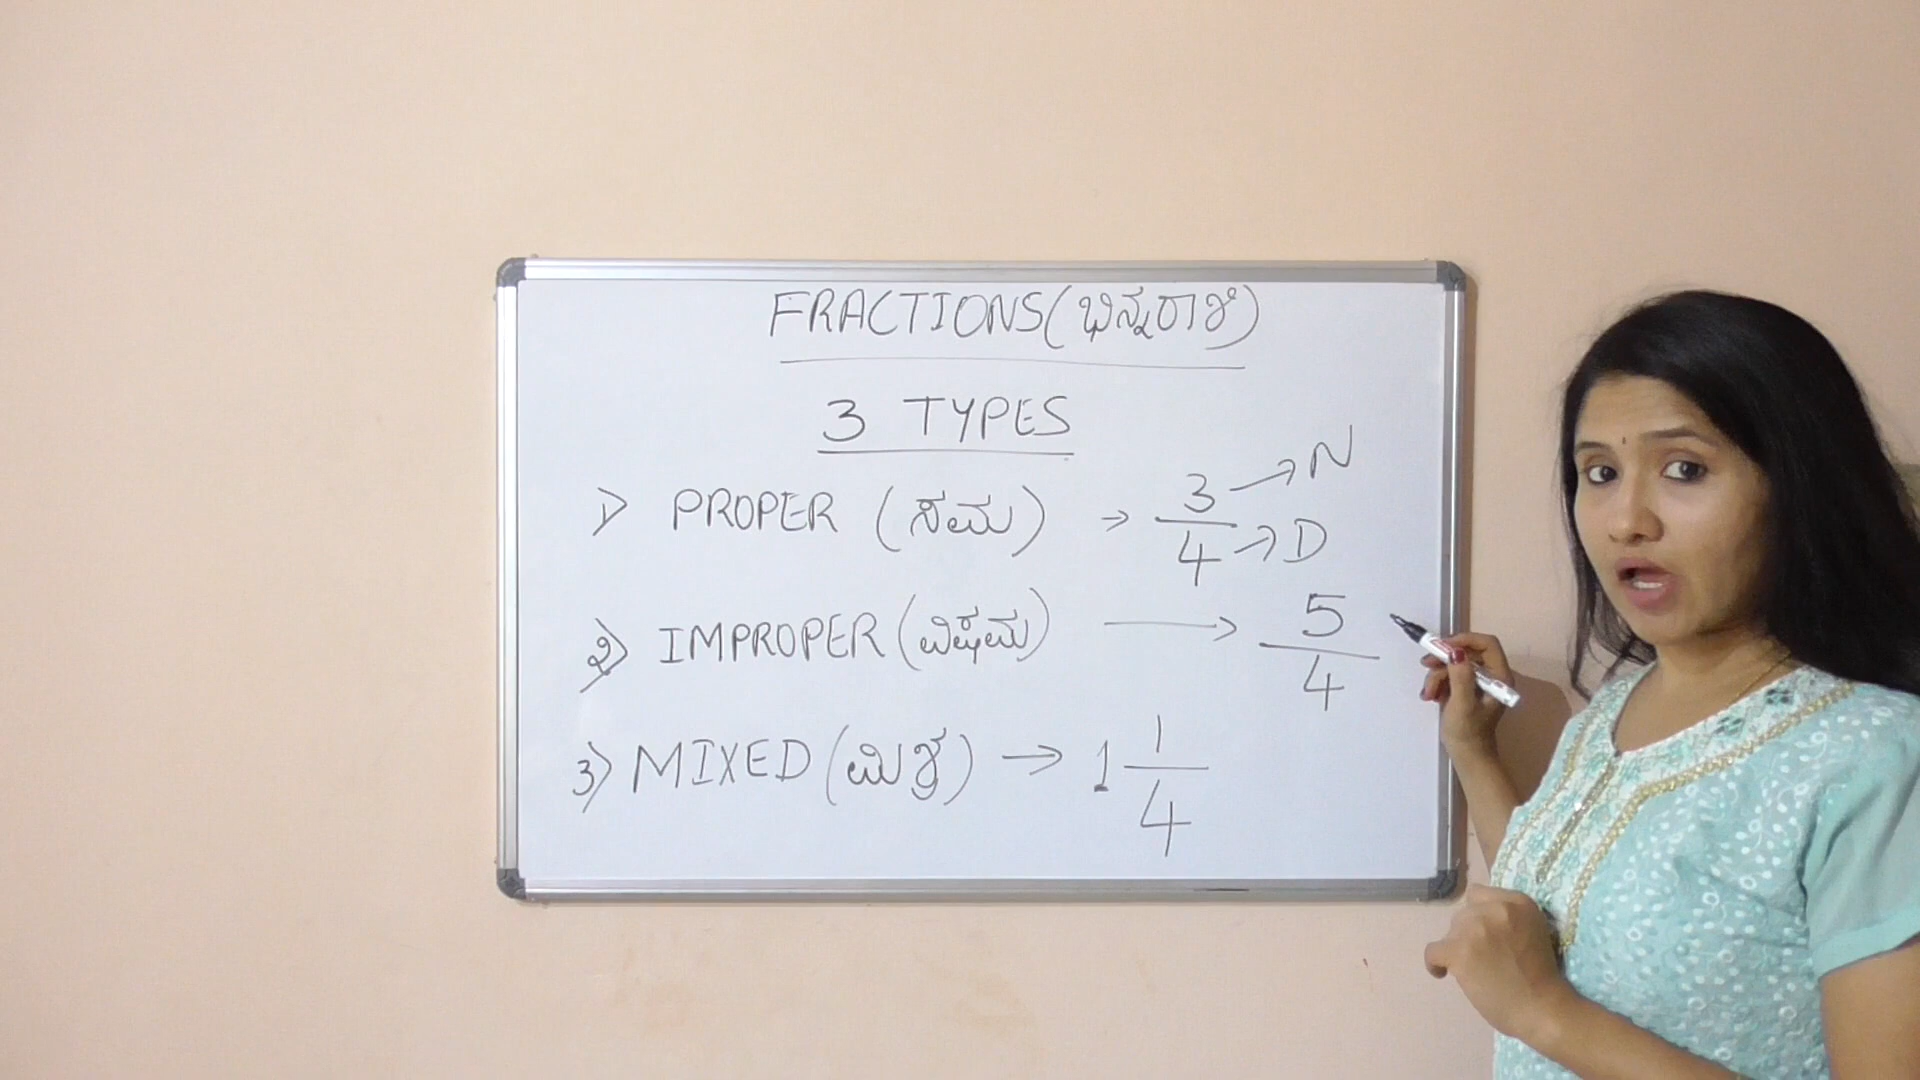 FRACTIONS (ಭಿನ್ನರಾಶಿ)
3 TYPES
1) PROPER (ಸಮ) → 3/4 → N → D
2) IMPROPER (ವಿಷಮ) → 5/4
3) MIXED (ಮಿಶ್ರ) → 1 1/4